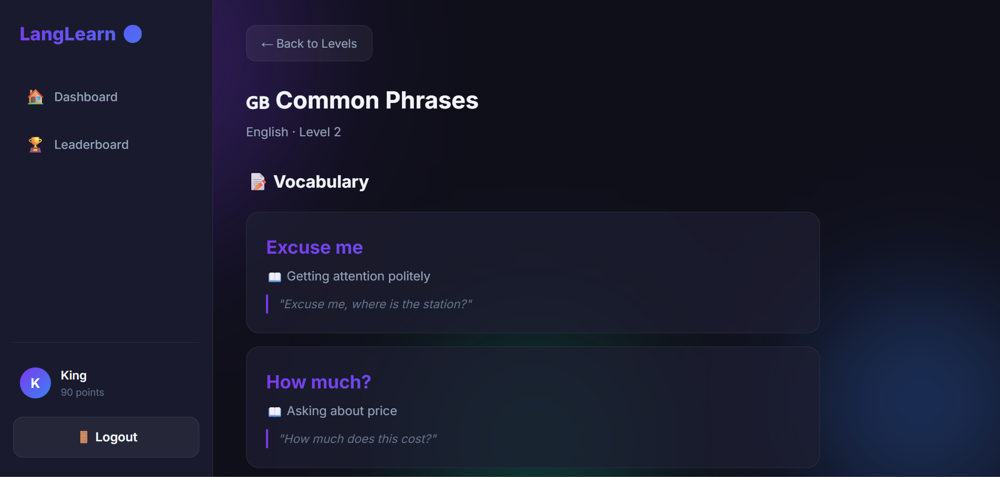 LangLearn
Dashboard
Leaderboard
King
K
90 points
Logout
← Back to Levels
GB Common Phrases
English · Level 2
Vocabulary
Excuse me
Getting attention politely
"Excuse me, where is the station?"
How much?
Asking about price
"How much does this cost?"